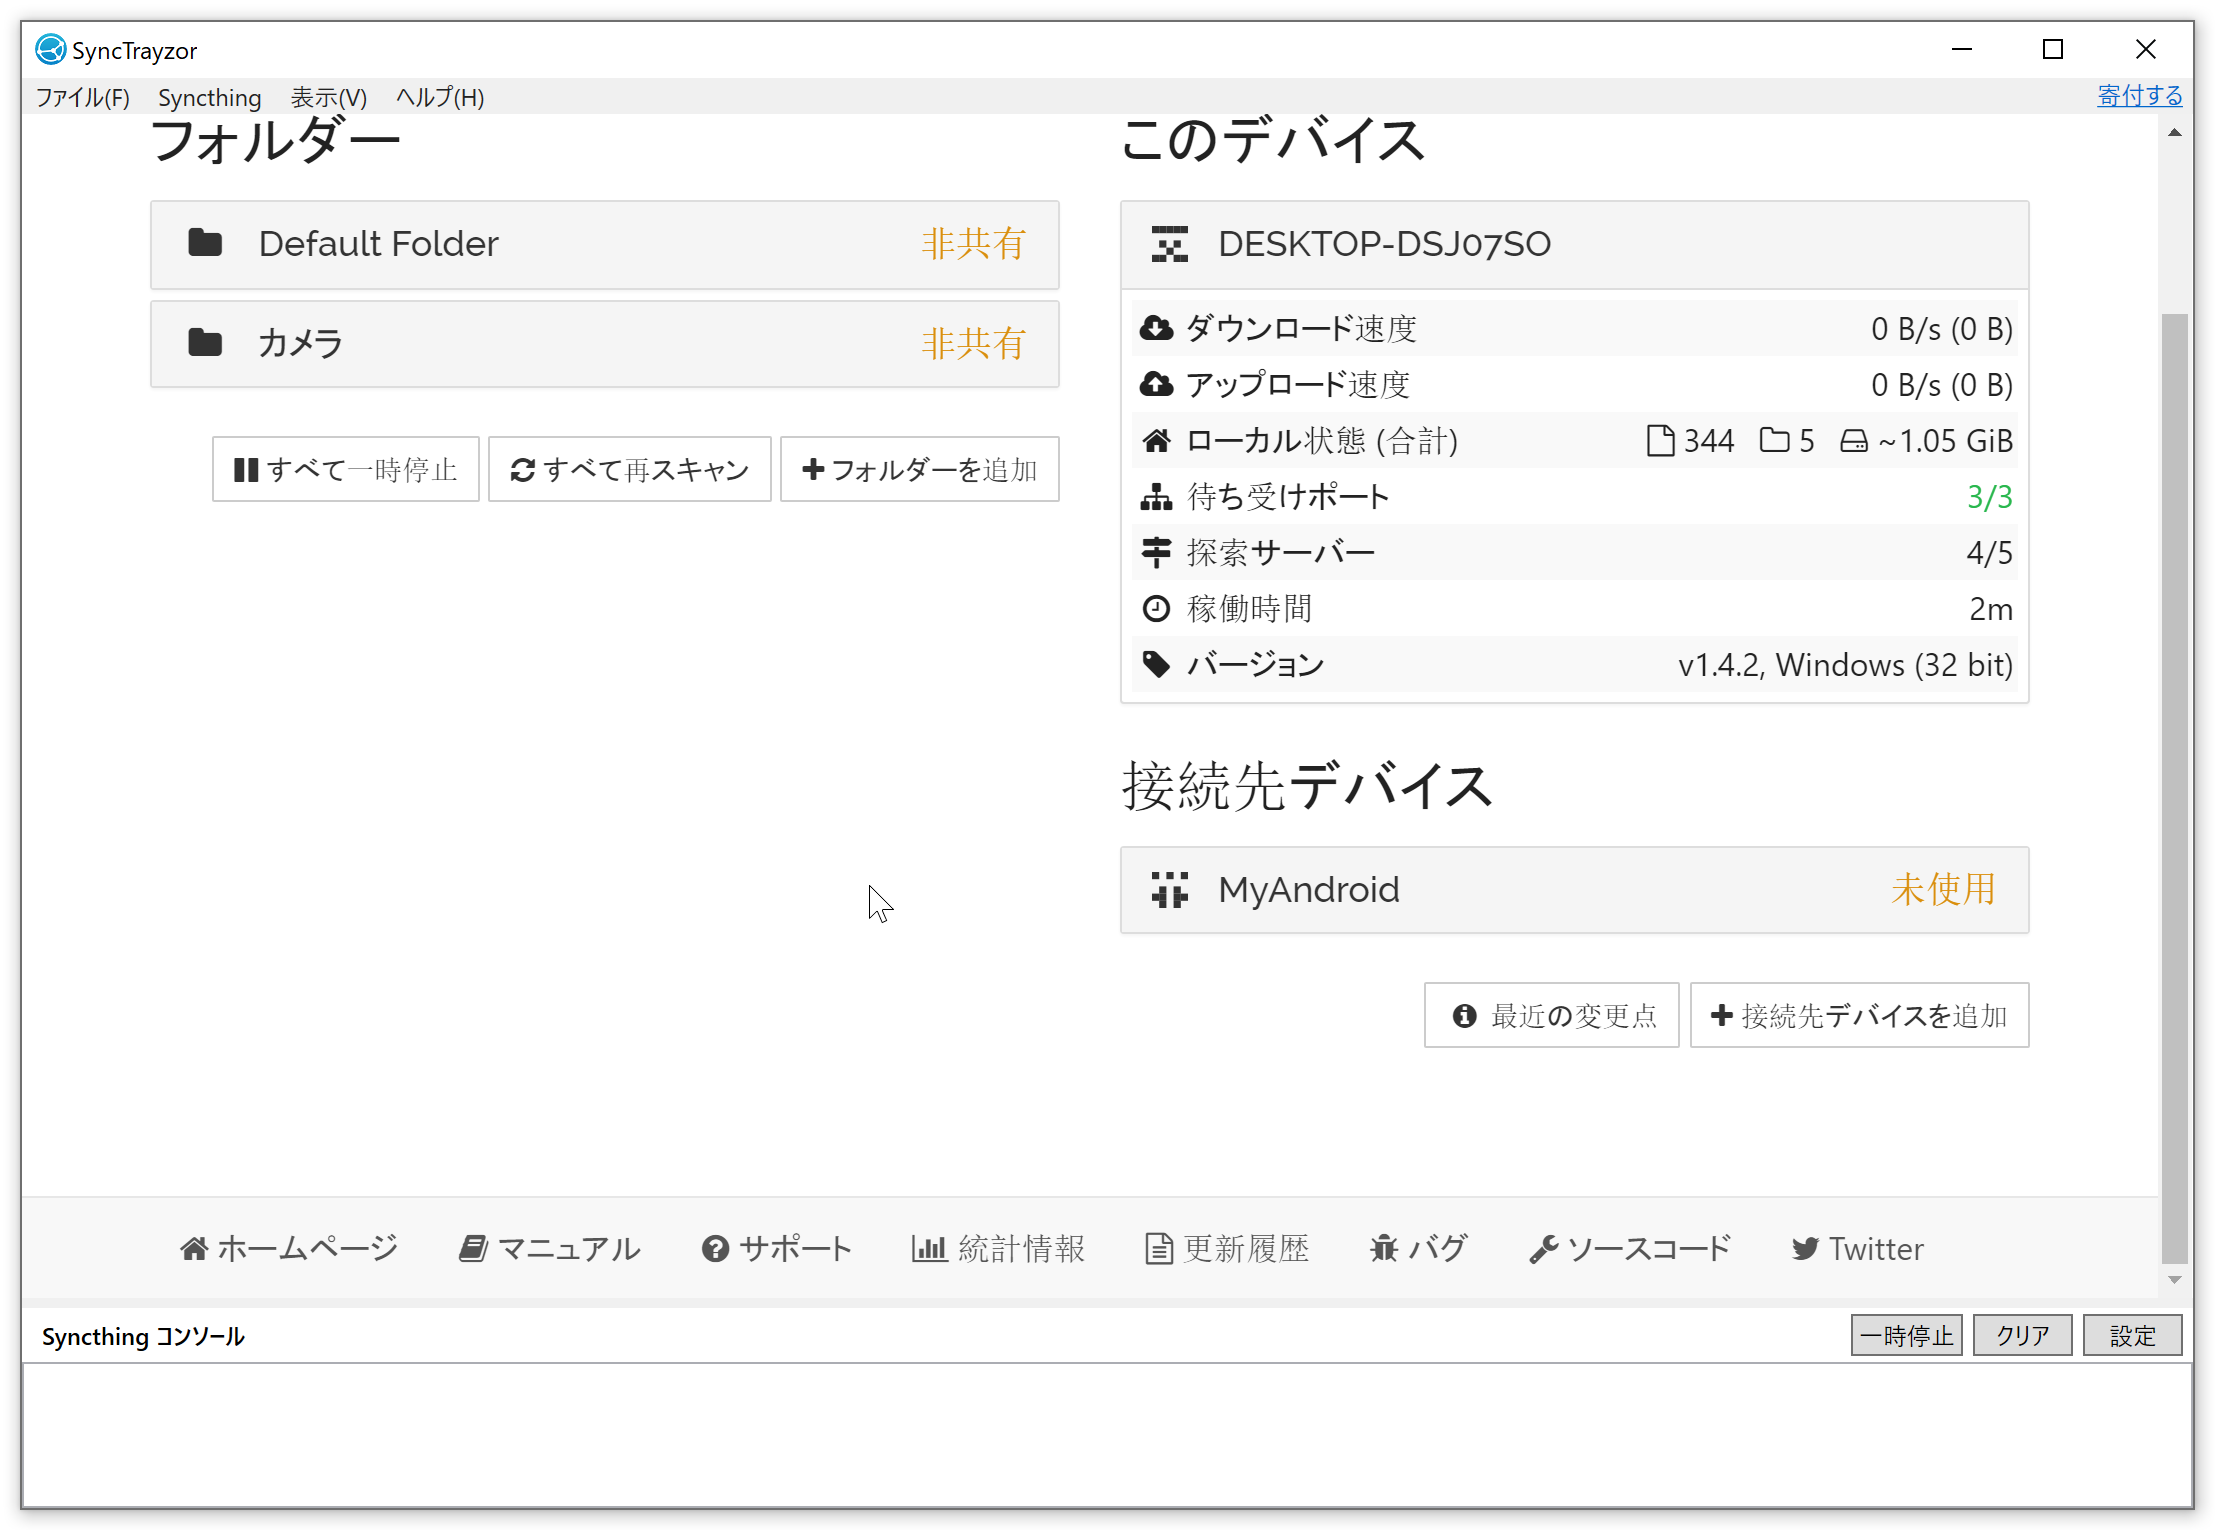 SyncTrayzor
ファイル(F) Syncthing 表示(V) ヘルプ(H) 寄付する
フォルダー
Default Folder 非共有
カメラ 非共有
すべて一時停止 すべて再スキャン フォルダーを追加
このデバイス
DESKTOP-DSJ07SO
ダウンロード速度 0 B/s (0 B)
アップロード速度 0 B/s (0 B)
ローカル状態 (合計) 344 5 ~1.05 GiB
待ち受けポート 3/3
探索サーバー 4/5
稼働時間 2m
バージョン v1.4.2, Windows (32 bit)
接続先デバイス
MyAndroid 未使用
最近の変更点 接続先デバイスを追加
ホームページ マニュアル サポート 統計情報 更新履歴 バグ ソースコード Twitter
Syncthing コンソール 一時停止 クリア 設定